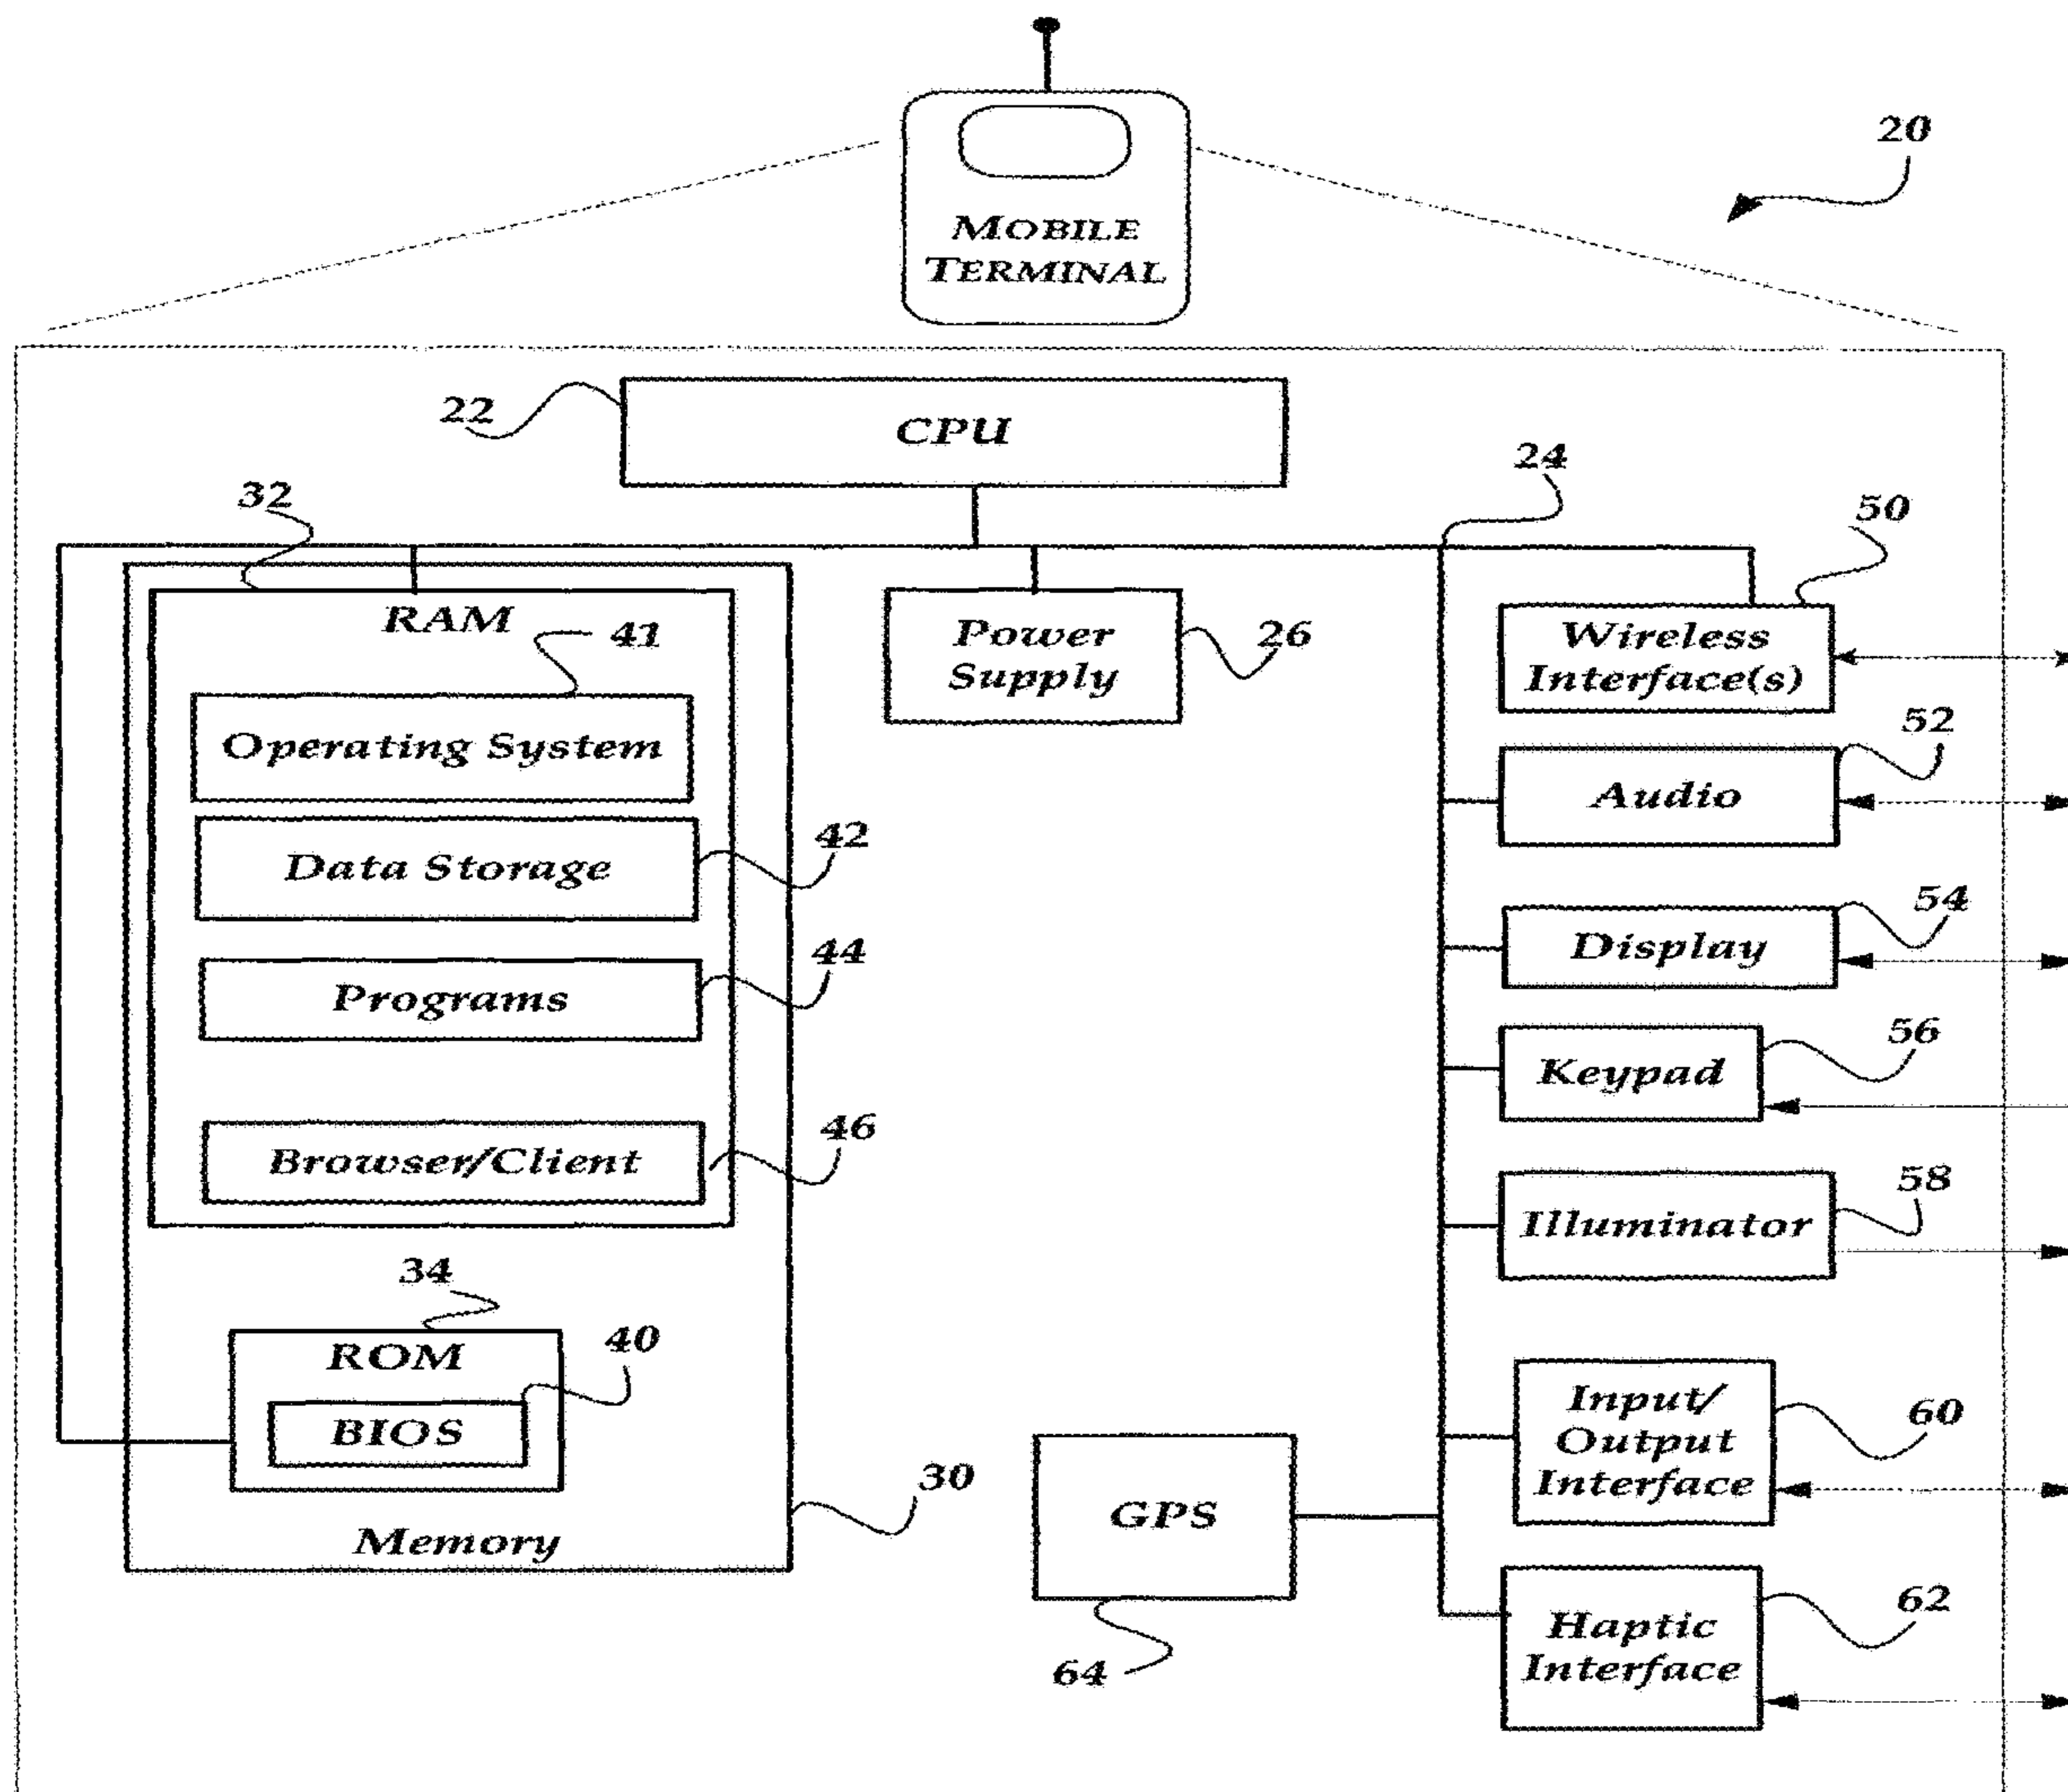 20
MOBILE
TERMINAL
22
CPU
24
32
50
RAM
41
Power
Supply
26
Wireless
Interface(s)
52
Operating System
Audio
42
Data Storage
54
Display
44
Programs
56
Keypad
46
Browser/Client
58
Illuminator
34
ROM
40
BIOS
Input/
Output
Interface
60
30
GPS
Memory
62
Haptic
Interface
64